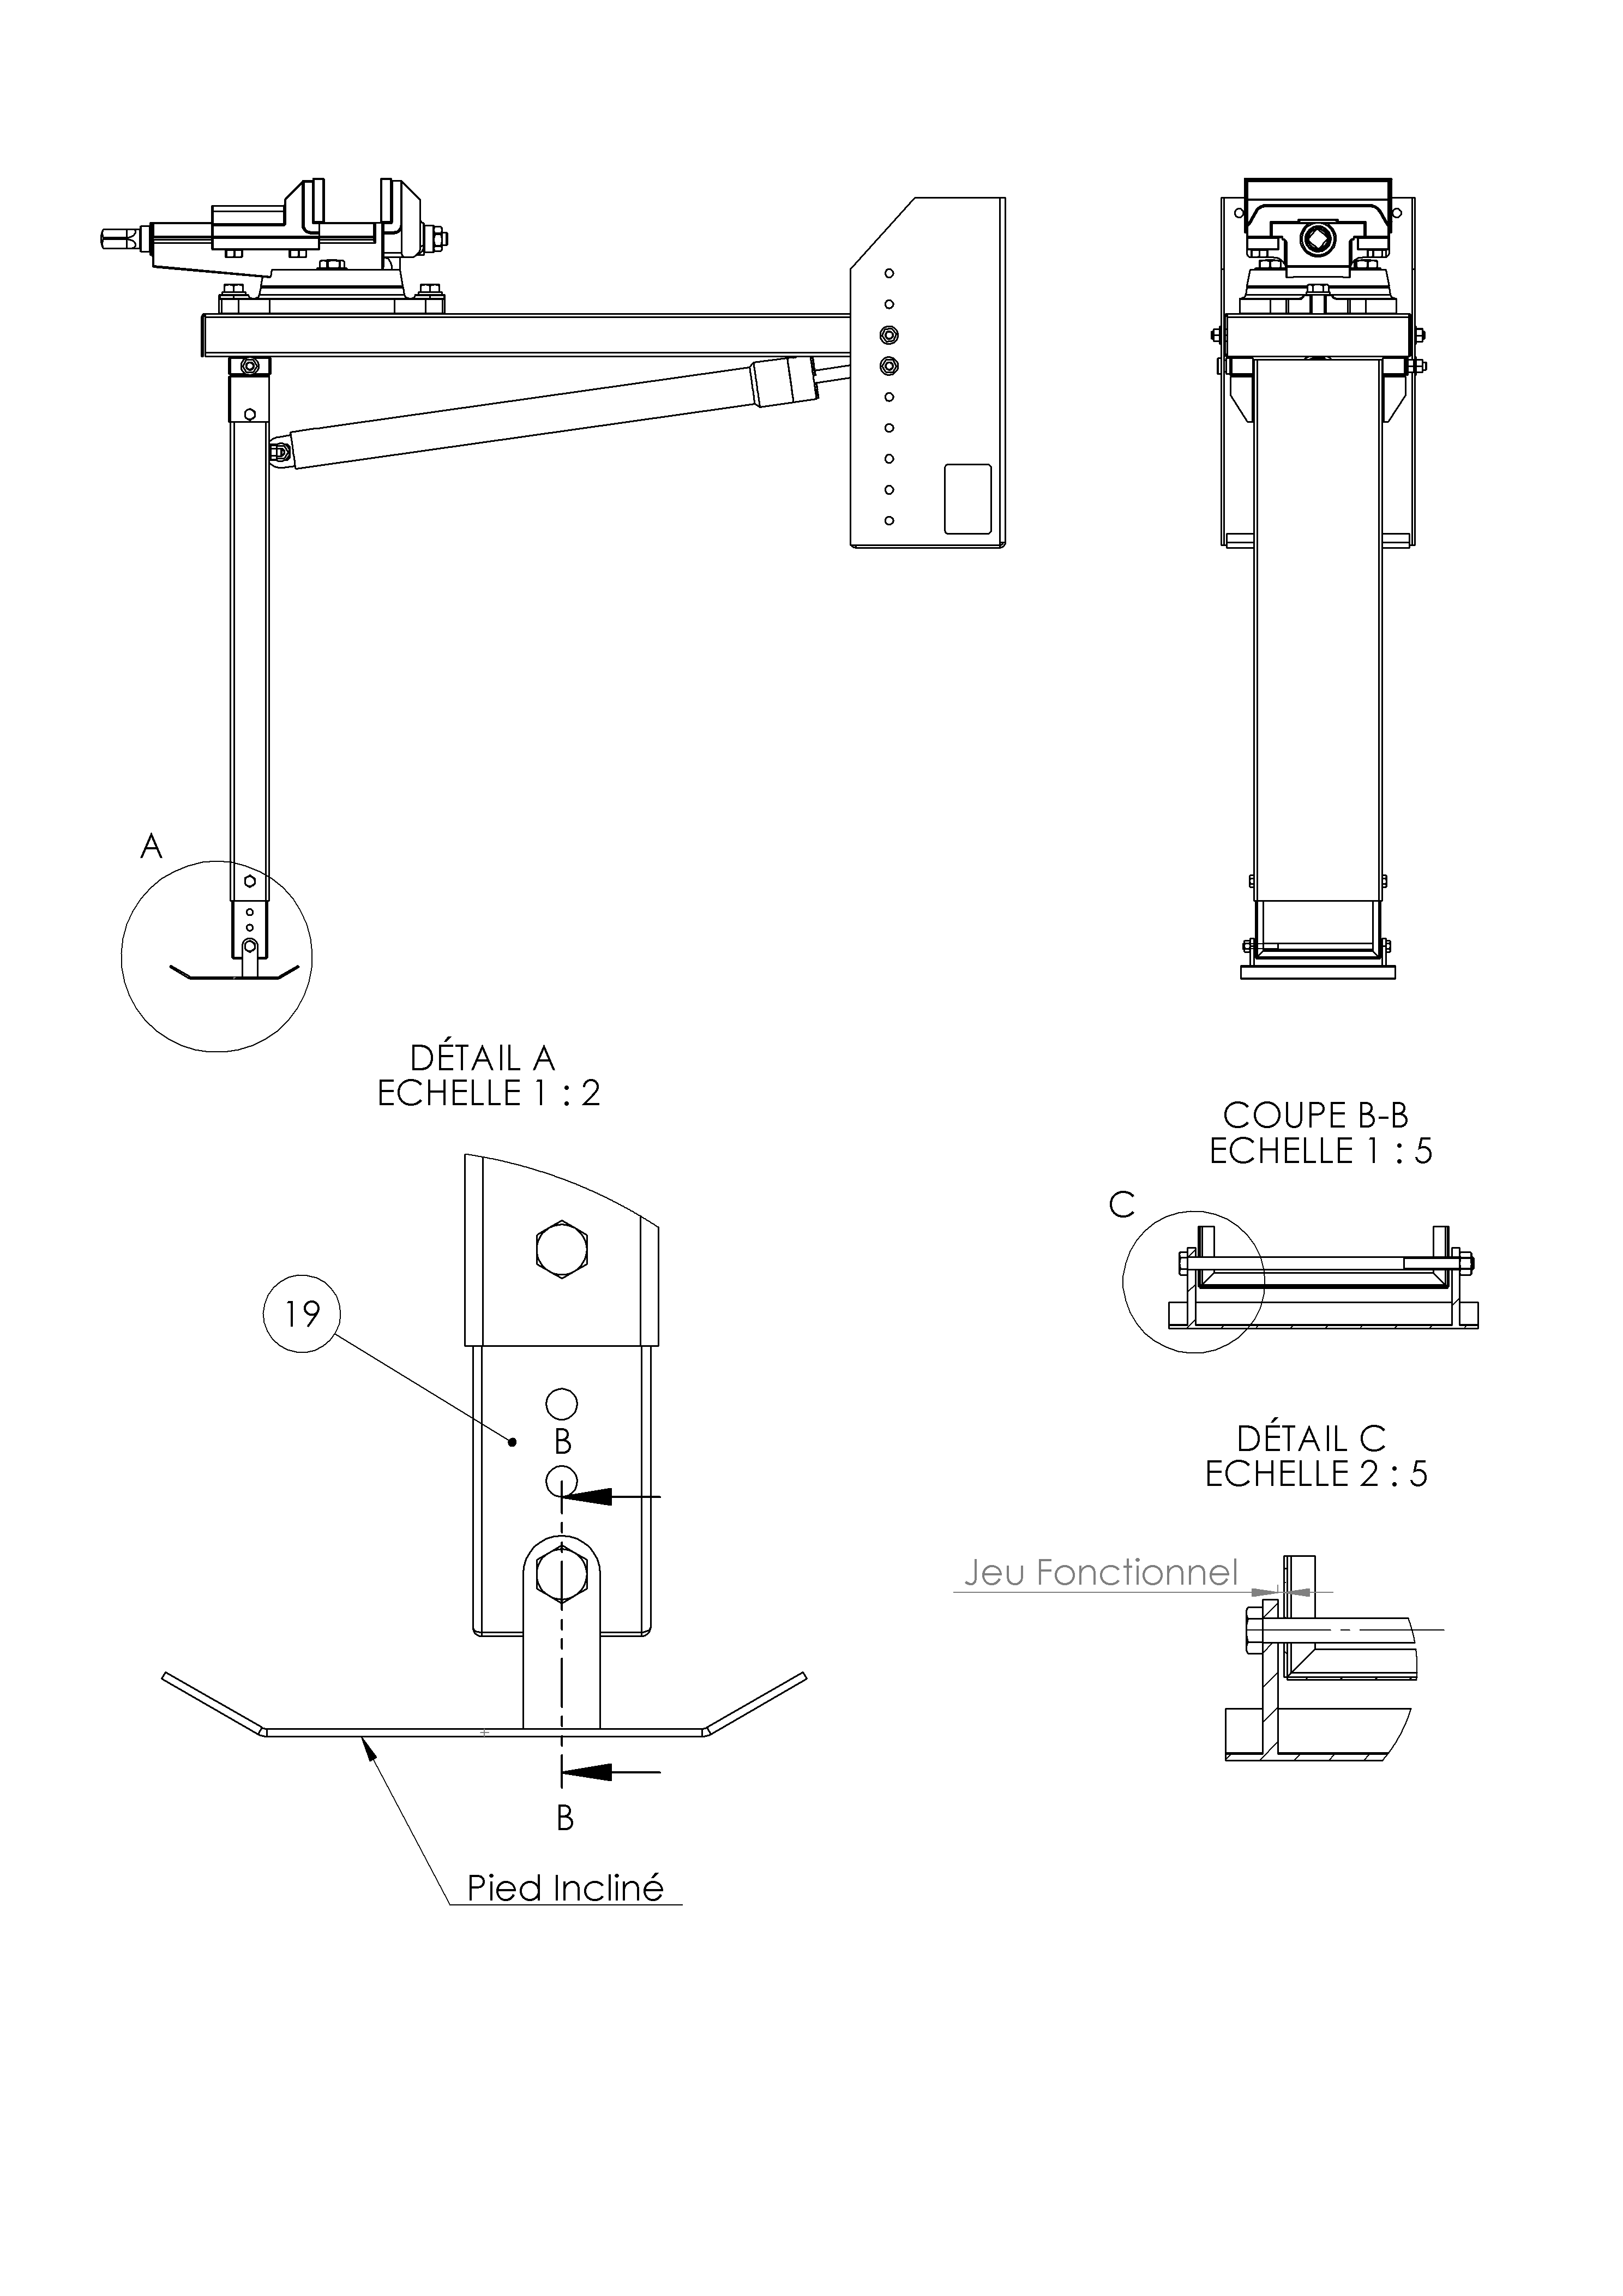 A
DÉTAIL A
ECHELLE 1 : 2
COUPE B-B
ECHELLE 1 : 5
C
19
B
DÉTAIL C
ECHELLE 2 : 5
Jeu Fonctionnel
B
Pied Incliné